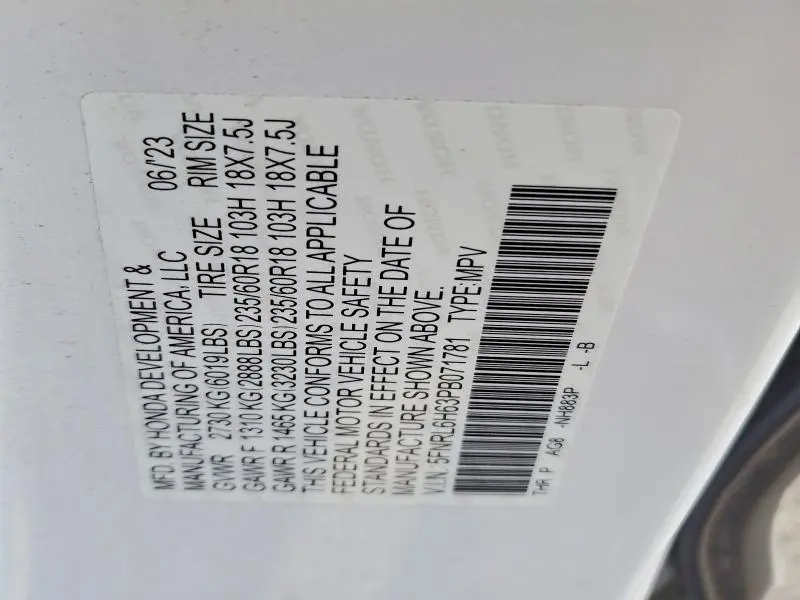 MFD. BY HONDA DEVELOPMENT &
MANUFACTURING OF AMERICA, LLC 06/'23
GVWR 2730 KG(6019LBS) TIRE SIZE RIM SIZE
GAWR F 1310 KG(2888LBS)235/60R18 103H 18X7.5J
GAWR R 1465 KG(3230LBS)235/60R18 103H 18X7.5J
THIS VEHICLE CONFORMS TO ALL APPLICABLE
FEDERAL MOTOR VEHICLE SAFETY
STANDARDS IN EFFECT ON THE DATE OF
MANUFACTURE SHOWN ABOVE.
V.I.N: 5FNRL6H63PB071781 TYPE:MPV
THR P AG8 -NH883P -L -B